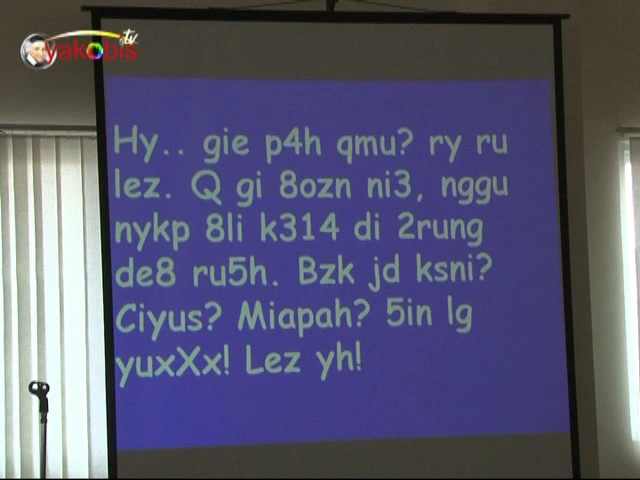 yakobis tv
Hy.. gie p4h qmu? ry ru
lez. Q gi 8ozn ni3, nggu
nykp 8li k314 di 2rung
de8 ru5h. Bzk jd ksni?
Ciyus? Miapah? 5in lg
yuxXx! Lez yh!